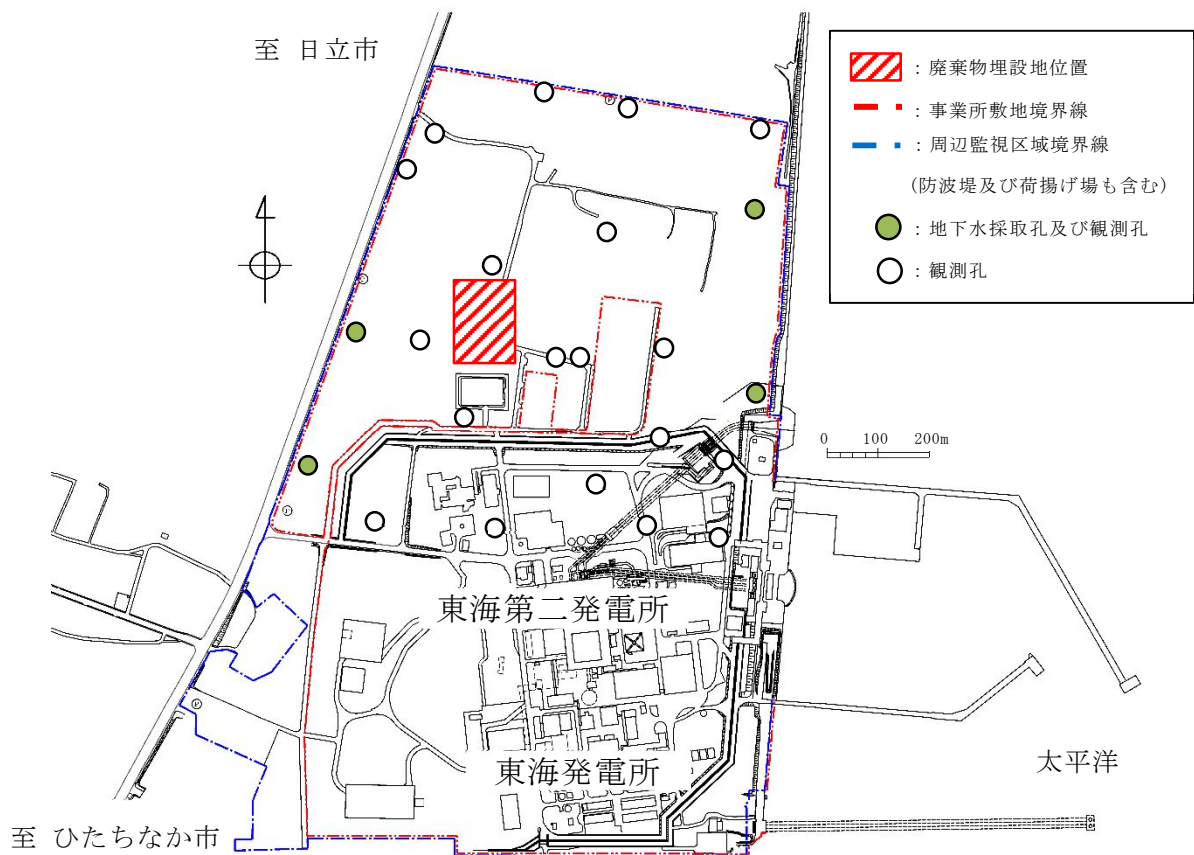 至 日立市
：廃棄物埋設地位置
：事業所敷地境界線
：周辺監視区域境界線
(防波堤及び荷揚げ場も含む)
：地下水採取孔及び観測孔
：観測孔
0 100 200m
東海第二発電所
東海発電所
太平洋
至 ひたちなか市